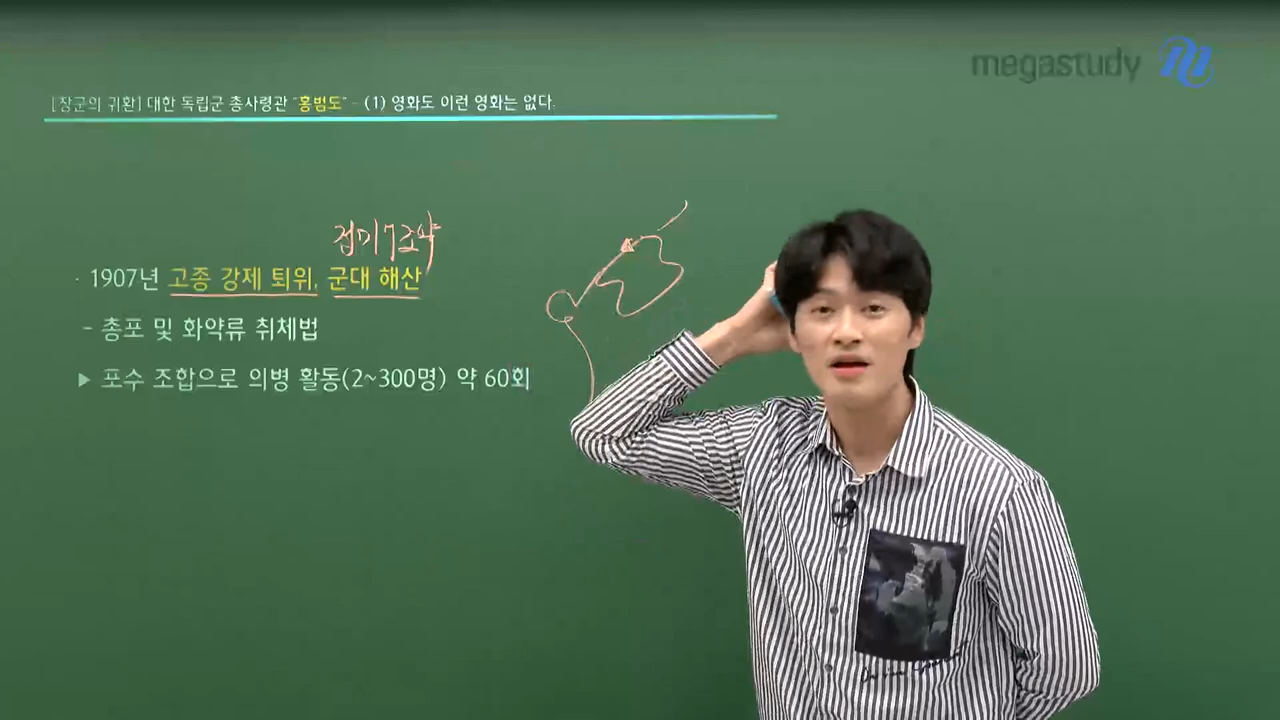 megastudy
[장군의 귀환] 대한 독립군 총사령관 "홍범도" - (1) 영화도 이런 영화는 없다.
정미7조약
· 1907년 고종 강제 퇴위, 군대 해산
- 총포 및 화약류 취체법
▶ 포수 조합으로 의병 활동(2~300명) 약 60회